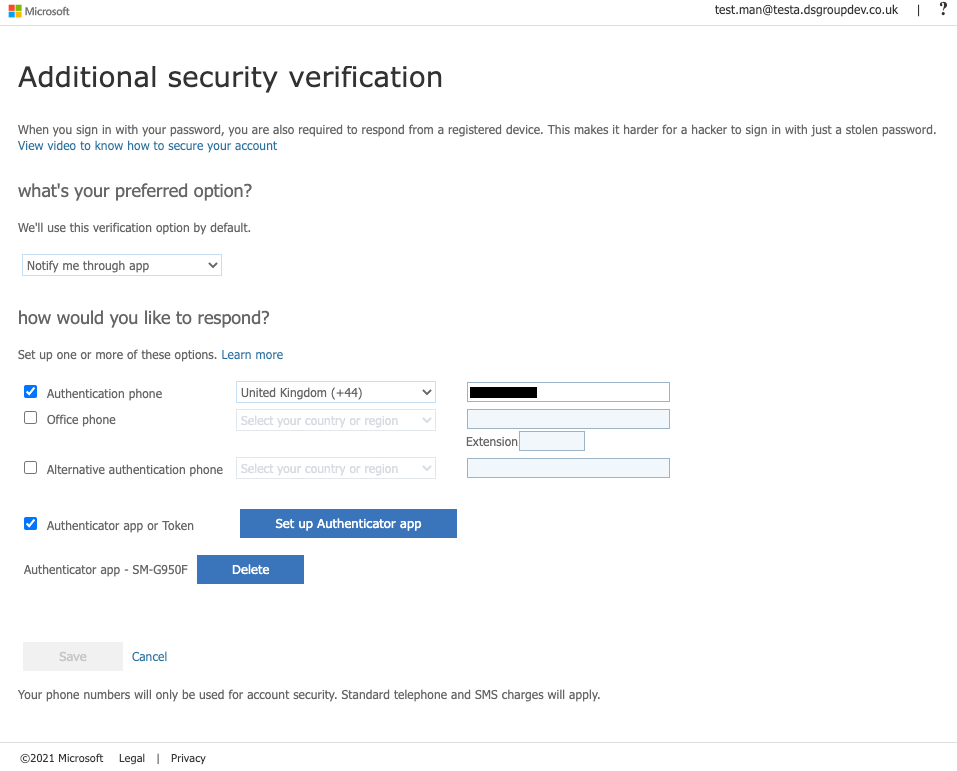 Microsoft
test.man@testa.dsgroupdev.co.uk | ?
Additional security verification
When you sign in with your password, you are also required to respond from a registered device. This makes it harder for a hacker to sign in with just a stolen password.
View video to know how to secure your account
what's your preferred option?
We'll use this verification option by default.
Notify me through app
how would you like to respond?
Set up one or more of these options. Learn more
Authentication phone United Kingdom (+44)
Office phone Select your country or region
Extension
Alternative authentication phone Select your country or region
Authenticator app or Token Set up Authenticator app
Authenticator app - SM-G950F Delete
Save Cancel
Your phone numbers will only be used for account security. Standard telephone and SMS charges will apply.
©2021 Microsoft Legal | Privacy